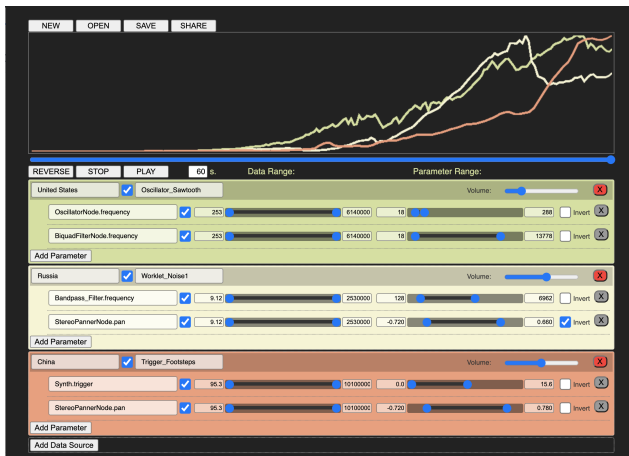 NEW OPEN SAVE SHARE
REVERSE STOP PLAY 60 s. Data Range: Parameter Range:
United States Oscillator_Sawtooth Volume: X
OscillatorNode.frequency 253 6140000 18 288 Invert X
BiquadFilterNode.frequency 253 6140000 18 13778 Invert X
Add Parameter
Russia Worklet_Noise1 Volume: X
Bandpass_Filter.frequency 9.12 2530000 128 6962 Invert X
StereoPannerNode.pan 9.12 2530000 -0.720 0.660 Invert X
Add Parameter
China Trigger_Footsteps Volume: X
Synth.trigger 95.3 10100000 0.0 15.6 Invert X
StereoPannerNode.pan 95.3 10100000 -0.720 0.780 Invert X
Add Parameter
Add Data Source